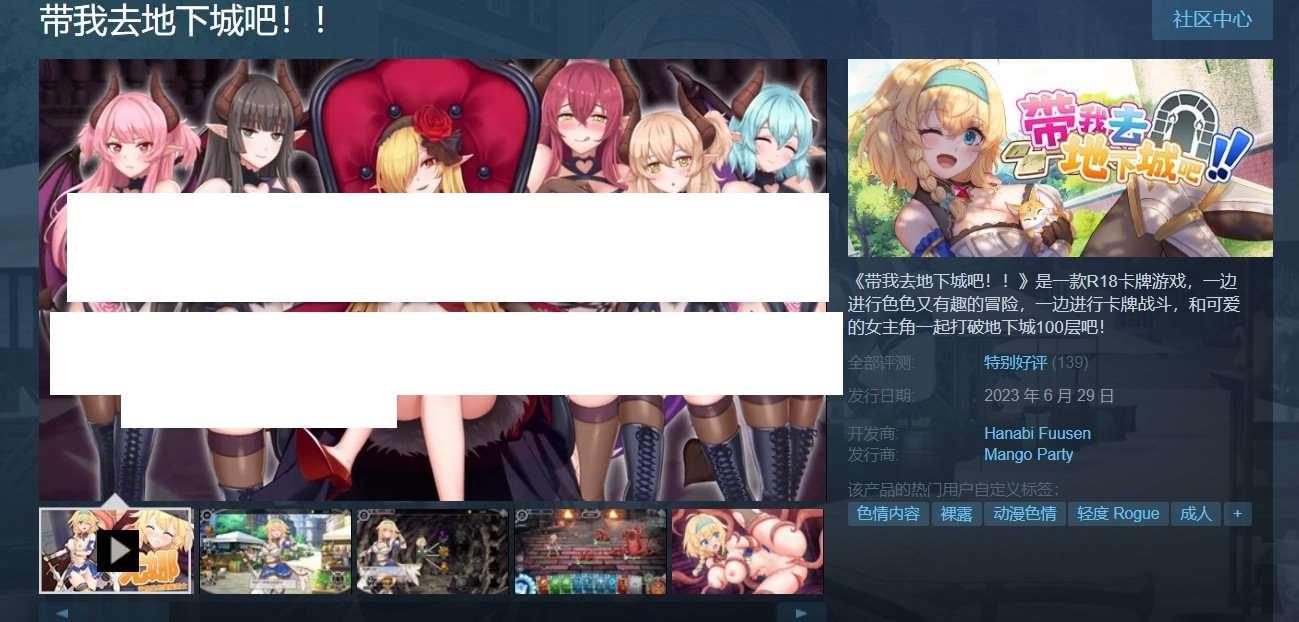 带我去地下城吧！！
社区中心
帶我去
地下城吧!!
《带我去地下城吧！！》是一款R18卡牌游戏，一边
进行色色又有趣的冒险，一边进行卡牌战斗，和可爱
的女主角一起打破地下城100层吧！
全部评测： 特别好评 (139)
发行日期： 2023 年 6 月 29 日
开发商： Hanabi Fuusen
发行商： Mango Party
该产品的热门用户自定义标签：
色情内容 裸露 动漫色情 轻度 Rogue 成人 +